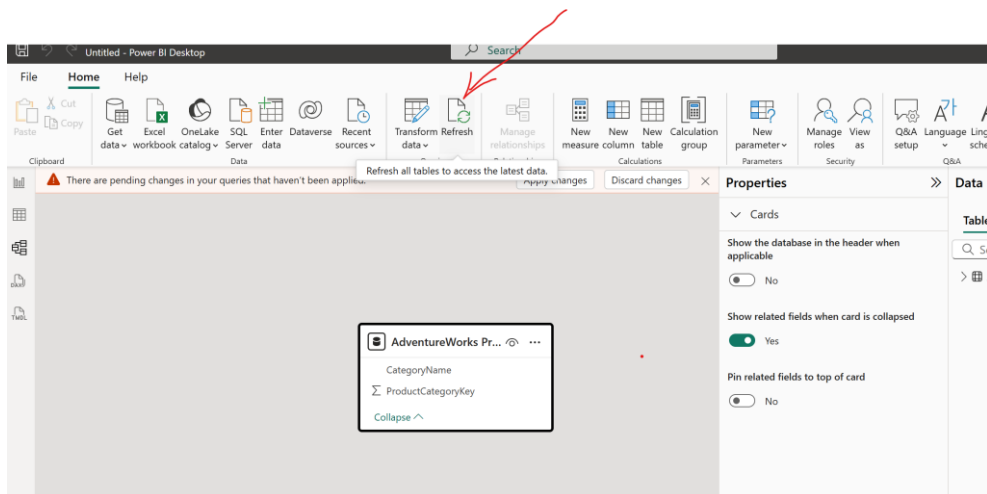 Untitled - Power BI Desktop
Search
File Home Help
Cut
Copy
Paste
Get data
Excel workbook
OneLake catalog
SQL Server
Enter data
Dataverse
Recent sources
Transform data
Refresh
Manage relationships
New measure
New column
New table
Calculation group
New parameter
Manage roles
View as
Q&A setup
Language
Clipboard
Data
Calculations
Parameters
Security
Q&A
Refresh all tables to access the latest data.
There are pending changes in your queries that haven't been applied.
Apply changes
Discard changes
Properties
Data
Cards
Show the database in the header when
applicable
No
Show related fields when card is collapsed
Yes
Pin related fields to top of card
No
AdventureWorks Pr...
CategoryName
ProductCategoryKey
Collapse
DAX
TMDL